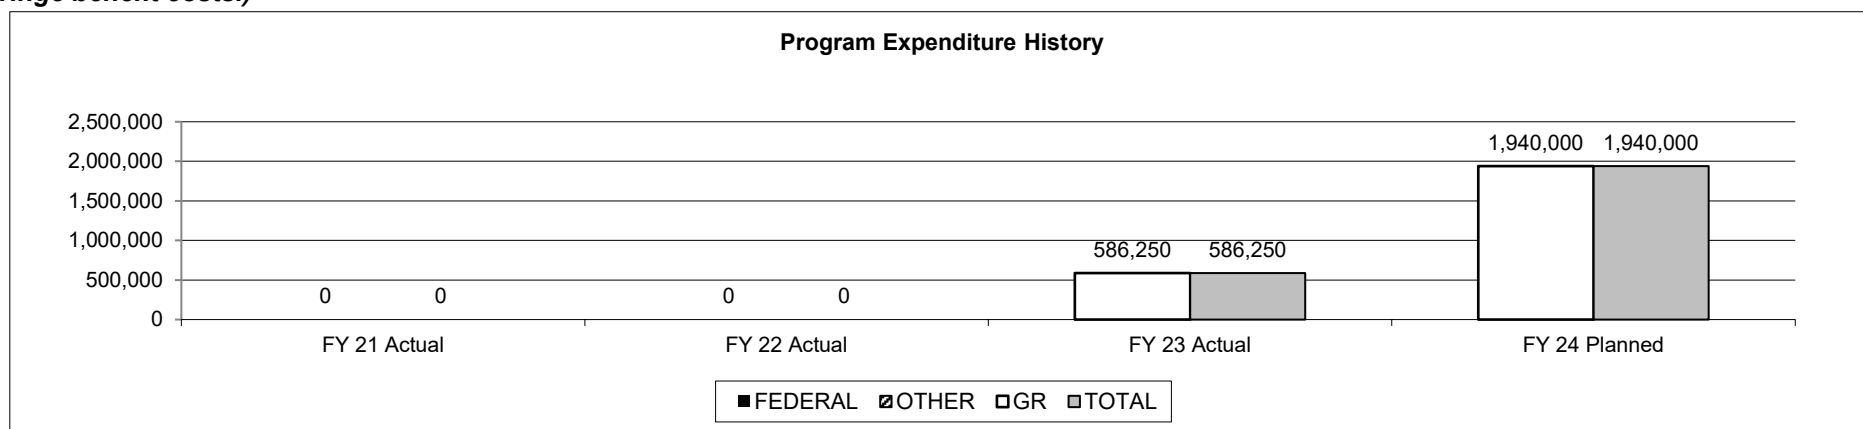 Program Expenditure History
2,500,000
2,000,000
1,500,000
1,000,000
500,000
0
0 0 0 0 586,250 586,250 1,940,000 1,940,000
FY 21 Actual FY 22 Actual FY 23 Actual FY 24 Planned
FEDERAL OTHER GR TOTAL